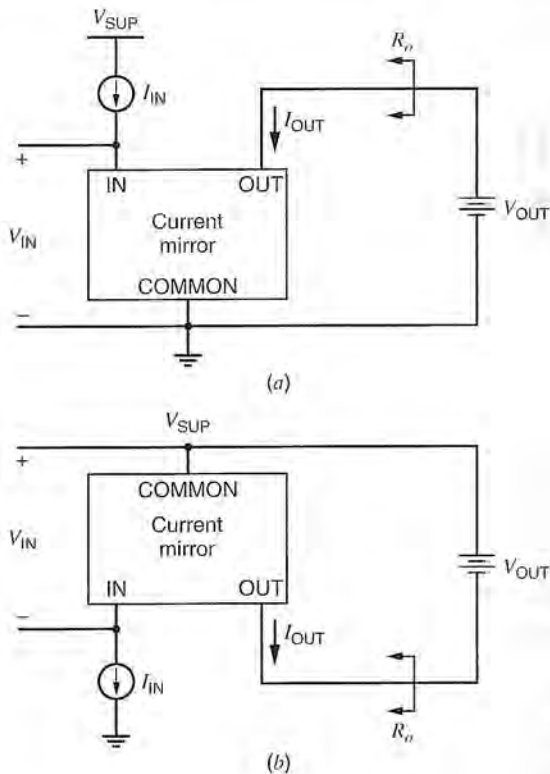 V_SUP
R_o
I_IN
I_OUT
+
IN OUT
V_IN
Current
mirror
V_OUT
COMMON
−
(a)
V_SUP
+
COMMON
V_IN
Current
mirror
V_OUT
IN OUT
−
I_OUT
I_IN
R_o
(b)